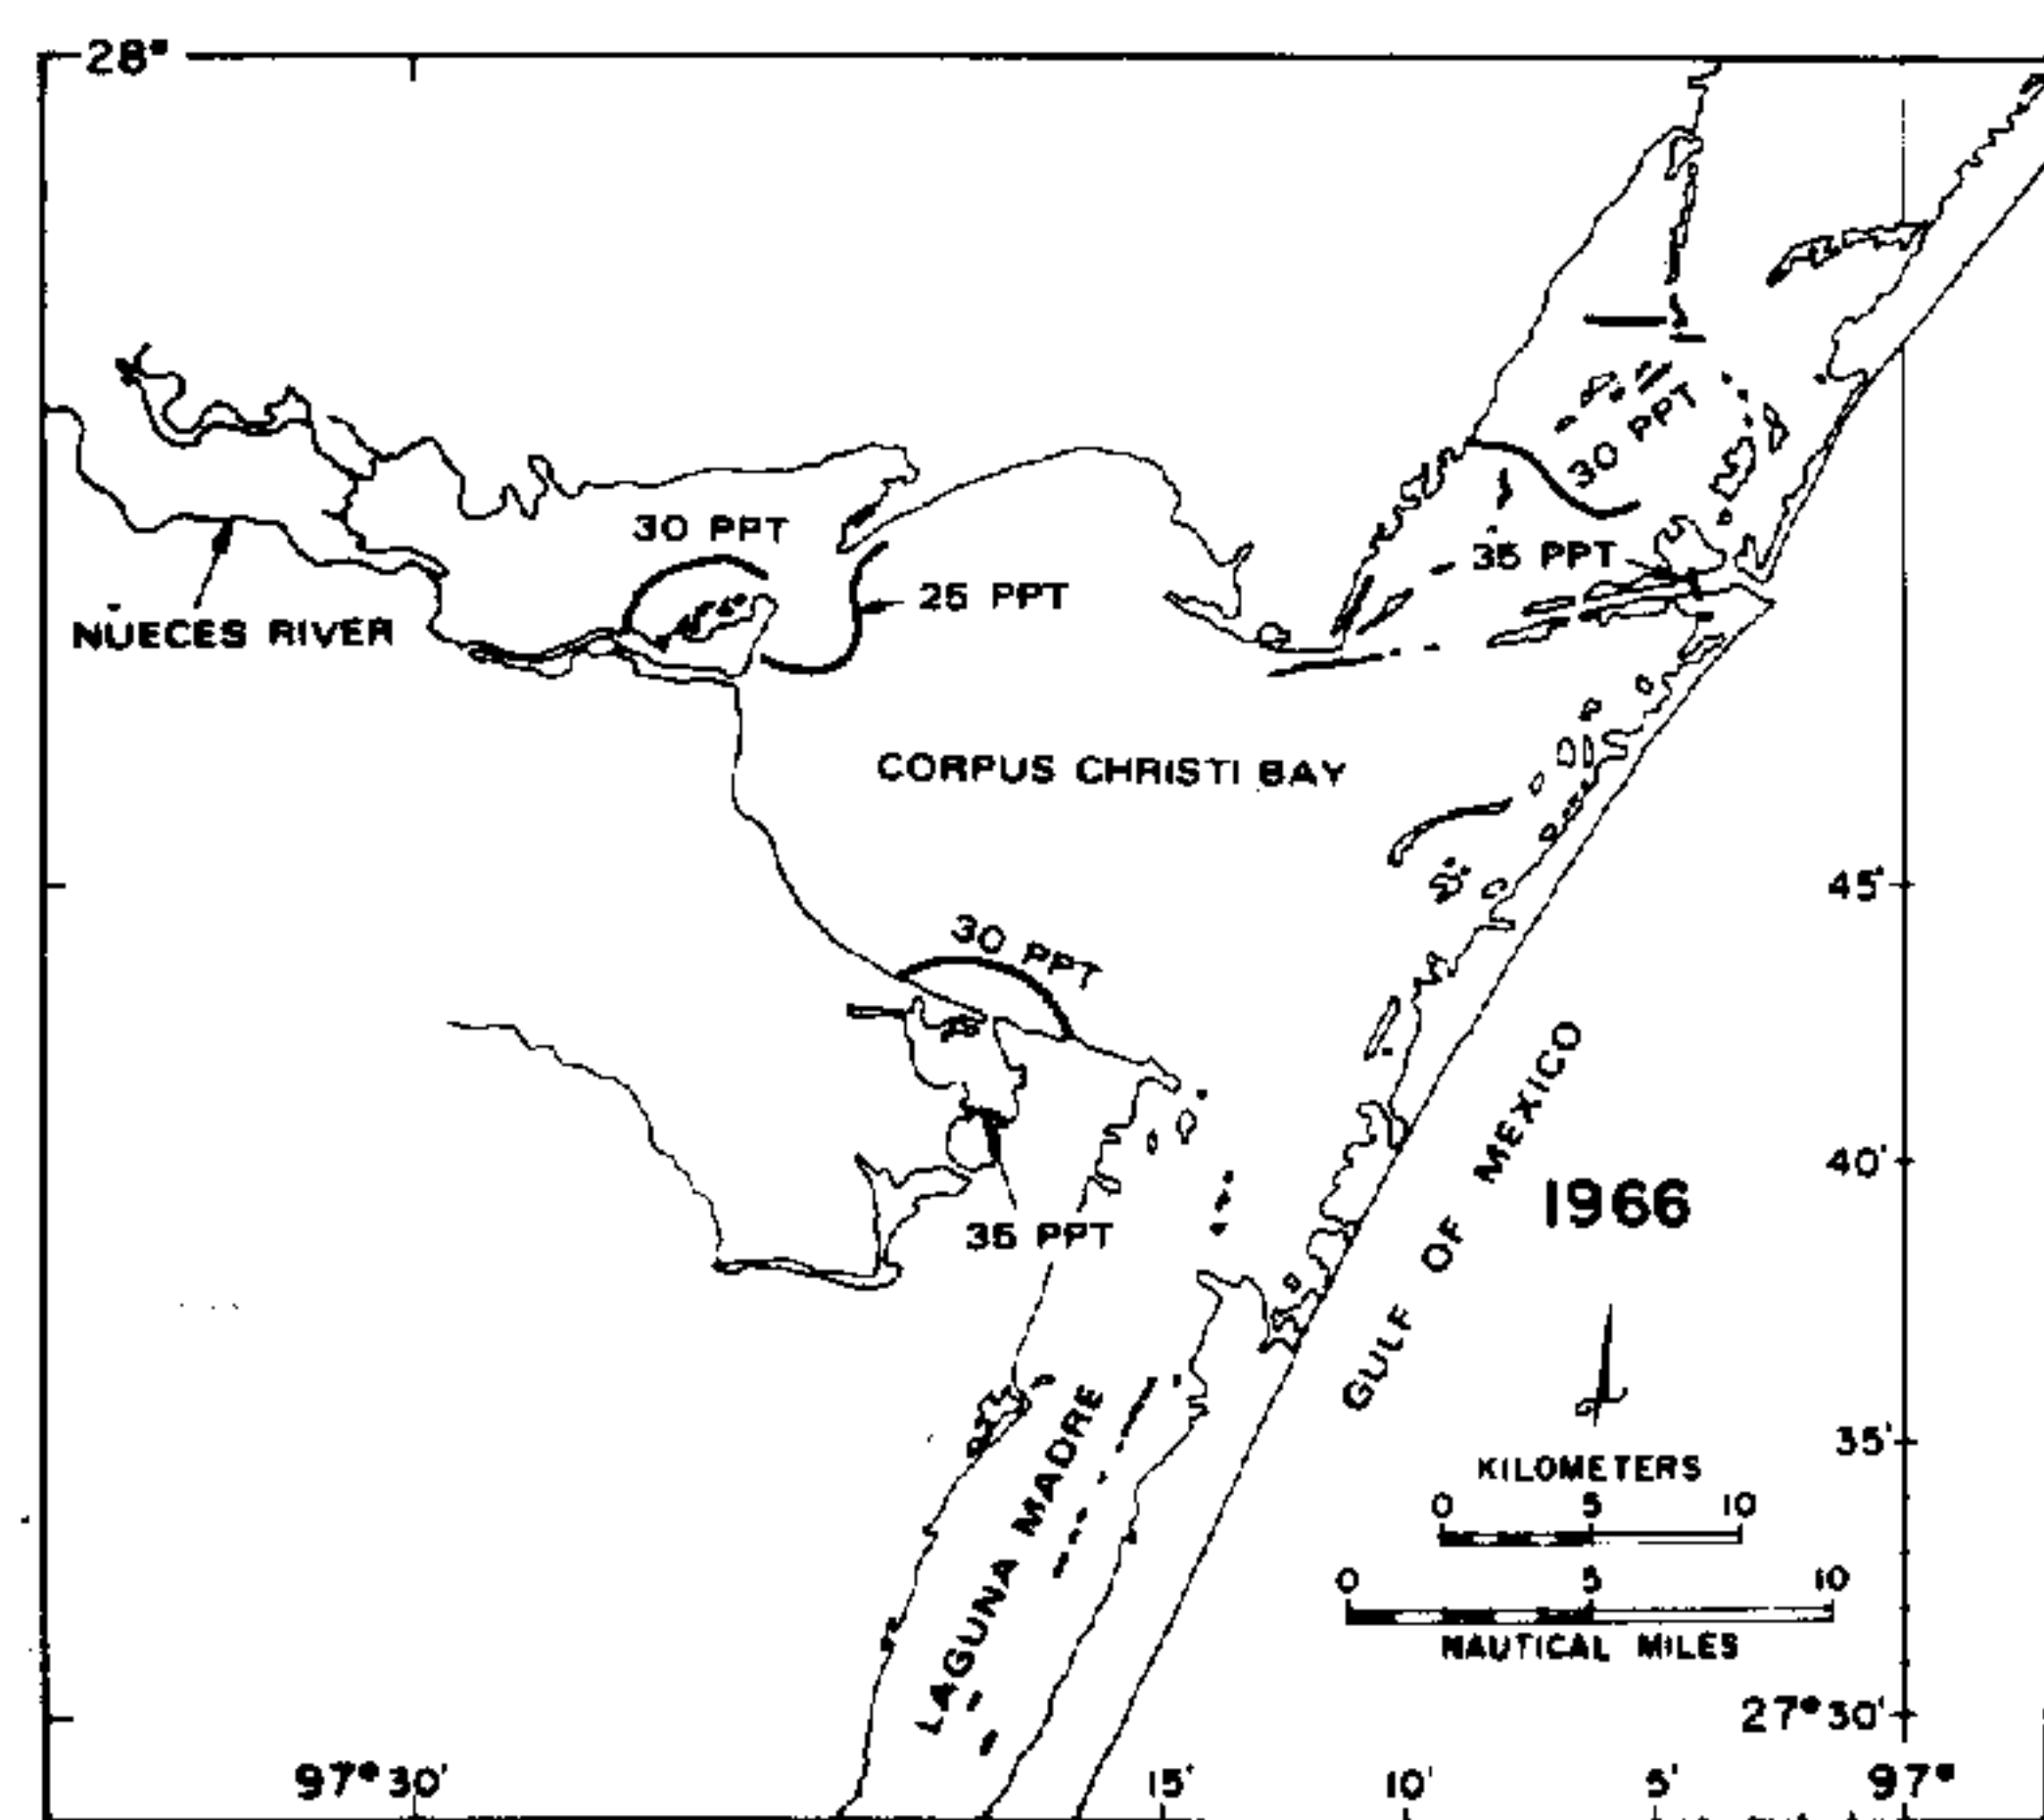 28°
30 PPT
30 PPT
25 PPT
35 PPT
NUECES RIVER
CORPUS CHRISTI BAY
45'
30 PPT
GULF OF MEXICO
40'
1966
35 PPT
35'
KILOMETERS
0 5 10
LAGUNA MADRE
0 5 10
NAUTICAL MILES
27°30'
97°30' 15' 10' 5' 97°